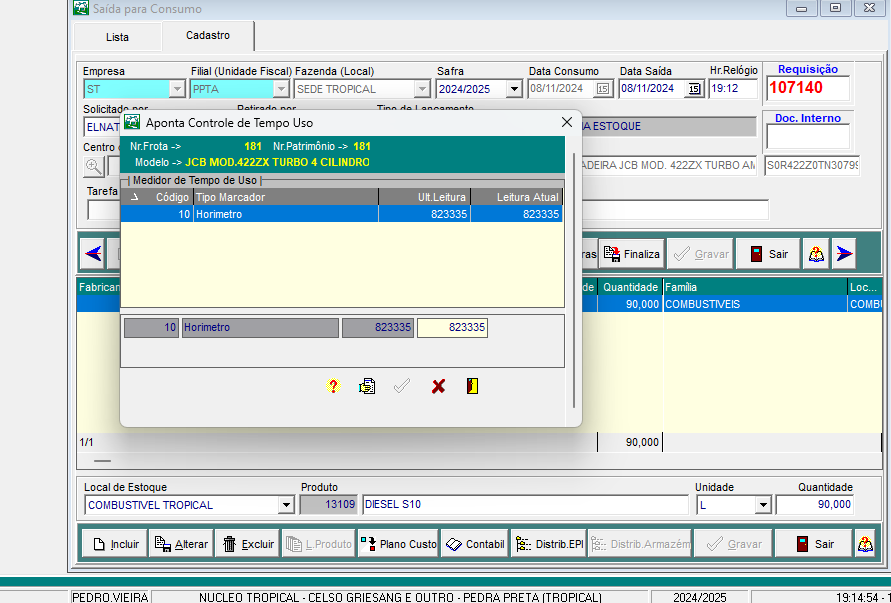 Saída para Consumo
Lista
Cadastro
Empresa Filial (Unidade Fiscal) Fazenda (Local) Safra Data Consumo Data Saída Hr.Relógio Requisição
ST PPTA SEDE TROPICAL 2024/2025 08/11/2024 15 08/11/2024 15 19:12 107140
Solicitado por Retirado por Tipo de Lançamento Doc. Interno
ELNAT
A ESTOQUE
Centro
ADEIRA JCB MOD. 422ZX TURBO AM S0R422Z0TN30799
Tarefa
Aponta Controle de Tempo Uso
Nr.Frota -> 181 Nr.Patrimônio -> 181
Modelo -> JCB MOD.422ZX TURBO 4 CILINDRO
Medidor de Tempo de Uso
Código Tipo Marcador Ult.Leitura Leitura Atual
10 Horimetro 823335 823335
10 Horimetro 823335 823335
ras Finaliza Gravar Sair
Fabrican de Quantidade Família Loc...
90,000 COMBUSTIVEIS COMBU
1/1 90,000
Local de Estoque Produto Unidade Quantidade
COMBUSTIVEL TROPICAL 13109 DIESEL S10 L 90,000
Incluir Alterar Excluir L.Produto Plano Custo Contabil Distrib.EPI Distrib.Armazém Gravar Sair
PEDRO.VIEIRA NUCLEO TROPICAL - CELSO GRIESANG E OUTRO - PEDRA PRETA (TROPICAL) 2024/2025 19:14:54 - 1